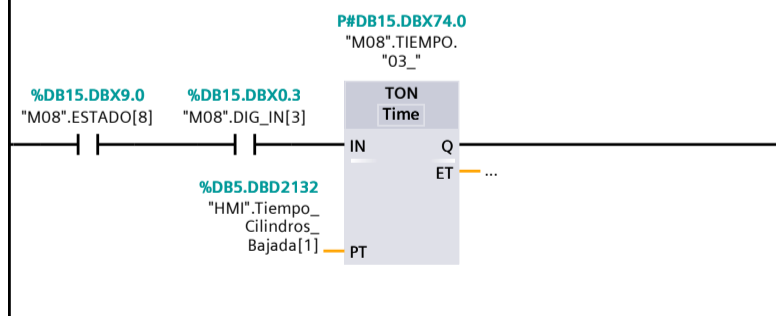 P#DB15.DBX74.0
"M08".TIEMPO.
"03_"
%DB15.DBX9.0
"M08".ESTADO[8]
%DB15.DBX0.3
"M08".DIG_IN[3]
TON
Time
IN
Q
ET
...
%DB5.DBD2132
"HMI".Tiempo_
Cilindros_
Bajada[1]
PT